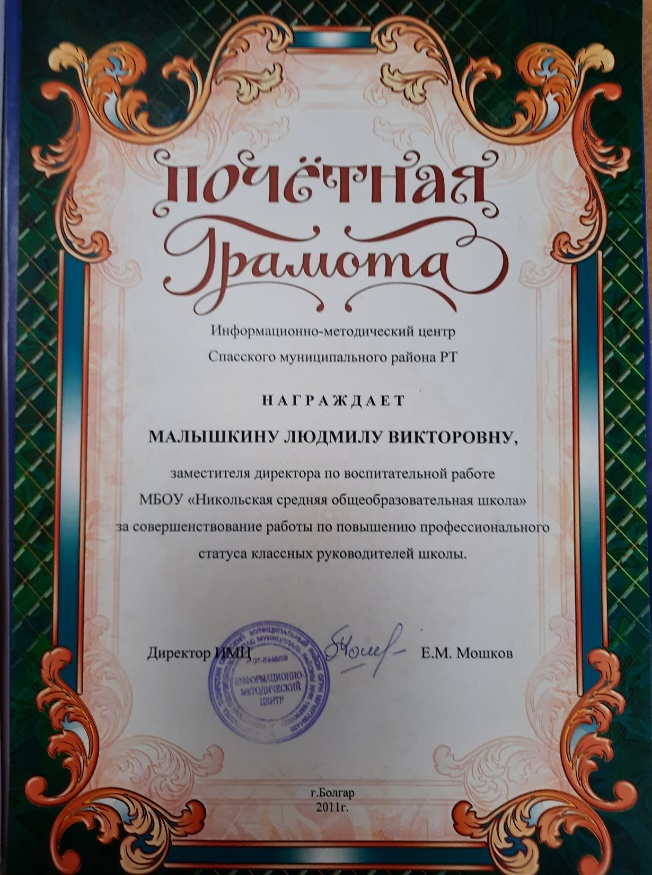 ПОЧЁТНАЯ
Грамота
Информационно-методический центр
Спасского муниципального района РТ
НАГРАЖДАЕТ
МАЛЫШКИНУ ЛЮДМИЛУ ВИКТОРОВНУ,
заместителя директора по воспитательной работе
МБОУ «Никольская средняя общеобразовательная школа»
за совершенствование работы по повышению профессионального
статуса классных руководителей школы.
Директор ИМЦ Е.М. Мошков
ИНФОРМАЦИОННО-
МЕТОДИЧЕСКИЙ
ЦЕНТР
г.Болгар
2011г.